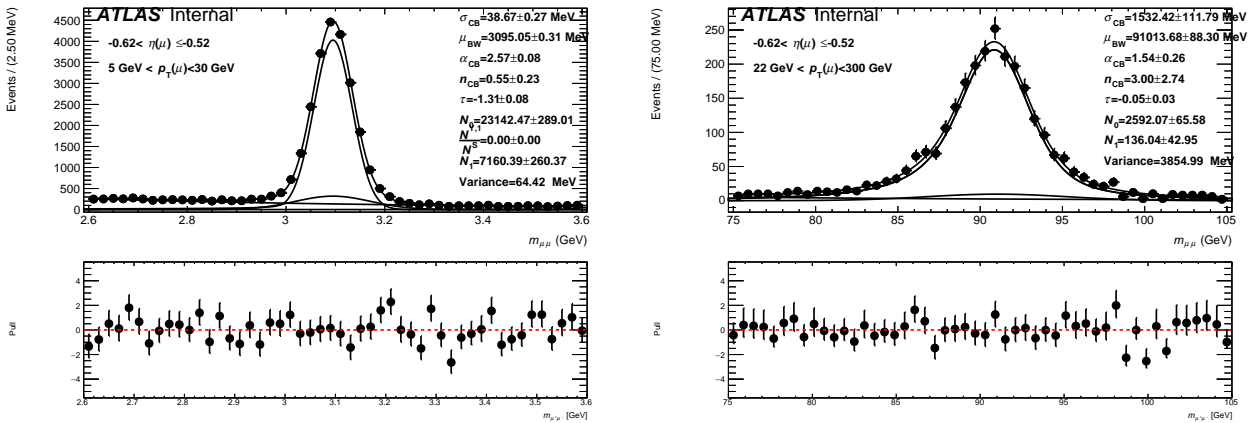 ATLAS Internal
-0.62< η(μ) ≤-0.52
5 GeV < p_T(μ)<30 GeV
σ_CB=38.67±0.27 MeV
μ_BW=3095.05±0.31 MeV
α_CB=2.57±0.08
n_CB=0.55±0.23
τ=-1.31±0.08
N_0=23142.47±289.01
=0.00±0.00
N_1=7160.39±260.37
Variance=64.42 MeV
Events / (2.50 MeV)
4500
4000
3500
3000
2500
2000
1500
1000
500
0
2.6 2.8 3 3.2 3.4 3.6
m_μμ (GeV)
Pull
4
2
0
−2
−4
2.6 2.7 2.8 2.9 3 3.1 3.2 3.3 3.4 3.5 3.6
[GeV]
ATLAS Internal
-0.62< η(μ) ≤-0.52
22 GeV < p_T(μ)<300 GeV
σ_CB=1532.42±111.79 MeV
μ_BW=91013.68±88.30 MeV
α_CB=1.54±0.26
n_CB=3.00±2.74
τ=-0.05±0.03
N_0=2592.07±65.58
N_1=136.04±42.95
Variance=3854.99 MeV
Events / (75.00 MeV)
250
200
150
100
50
0
75 80 85 90 95 100 105
m_μμ (GeV)
Pull
4
2
0
−2
−4
75 80 85 90 95 100 105
[GeV]